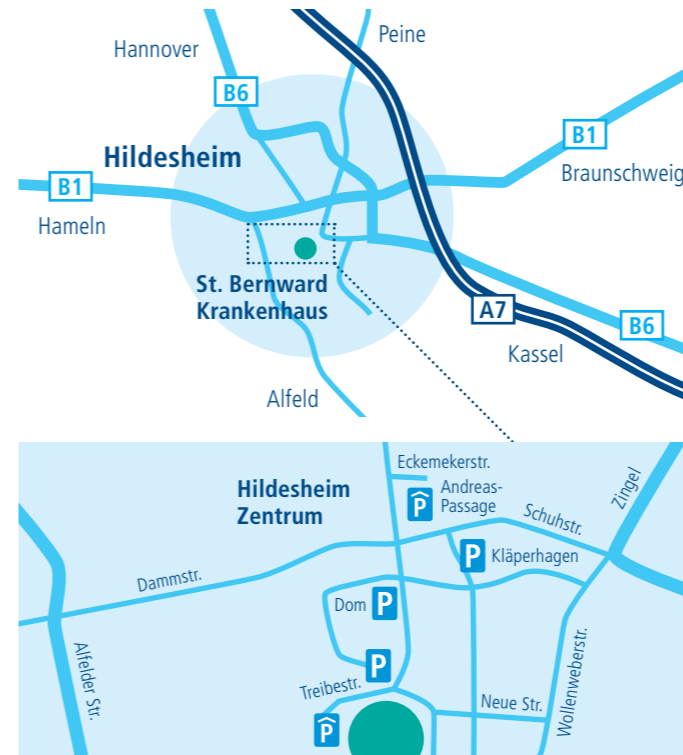 Peine
Hannover
B6
B1
Hildesheim
Braunschweig
B1
Hameln
St. Bernward
Krankenhaus
A7
B6
Kassel
Alfeld
Eckemekerstr.
Hildesheim
Zentrum
Andreas-
Passage
P
Zingel
Schuhstr.
P
Kläperhagen
Dammstr.
Dom
P
Alfelder Str.
P
Wollenweberstr.
Treibestr.
Neue Str.
P